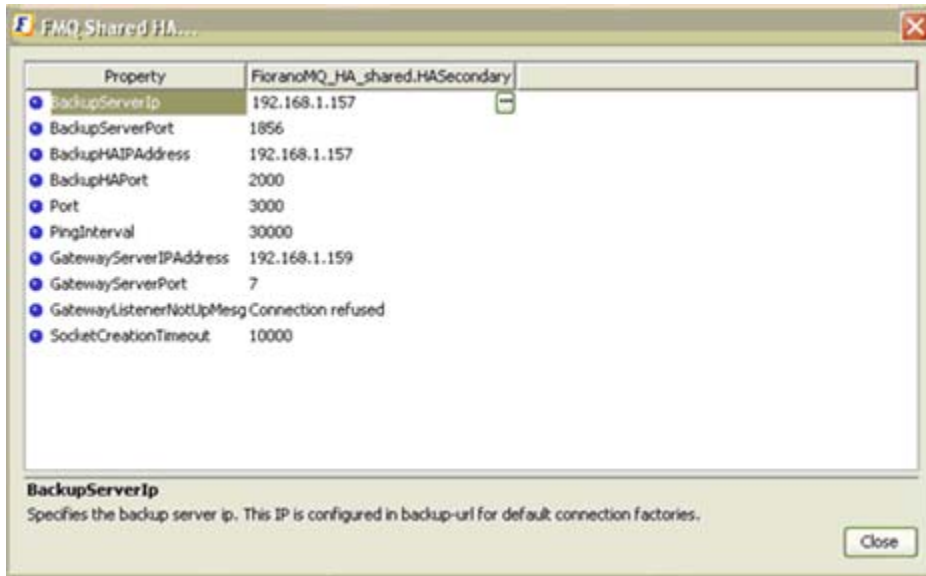 FMQ Shared HA...
Property FioranoMQ_HA_shared.HASecondary
BackupServerIp 192.168.1.157
BackupServerPort 1856
BackupHAIPAddress 192.168.1.157
BackupHAPort 2000
Port 3000
PingInterval 30000
GatewayServerIPAddress 192.168.1.159
GatewayServerPort 7
GatewayListenerNotUpMesg Connection refused
SocketCreationTimeout 10000
BackupServerIp
Specifies the backup server ip. This IP is configured in backup-url for default connection factories.
Close